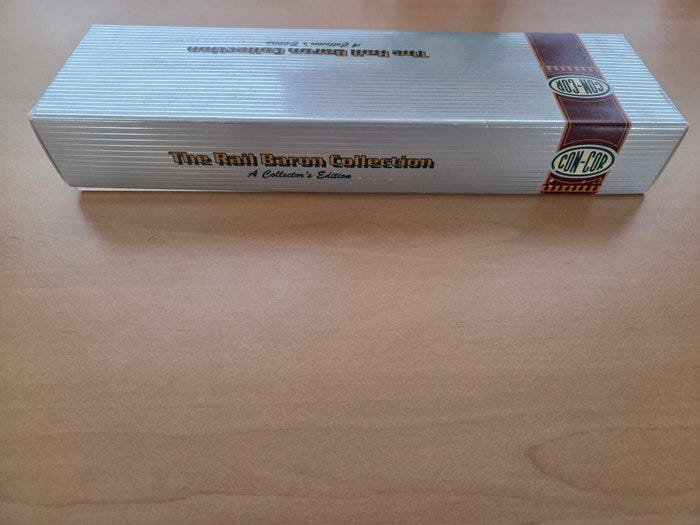 The Rail Baron Collection
A Collector's Edition
CON-COR
The Rail Baron Collection
A Collector's Edition
CON-COR